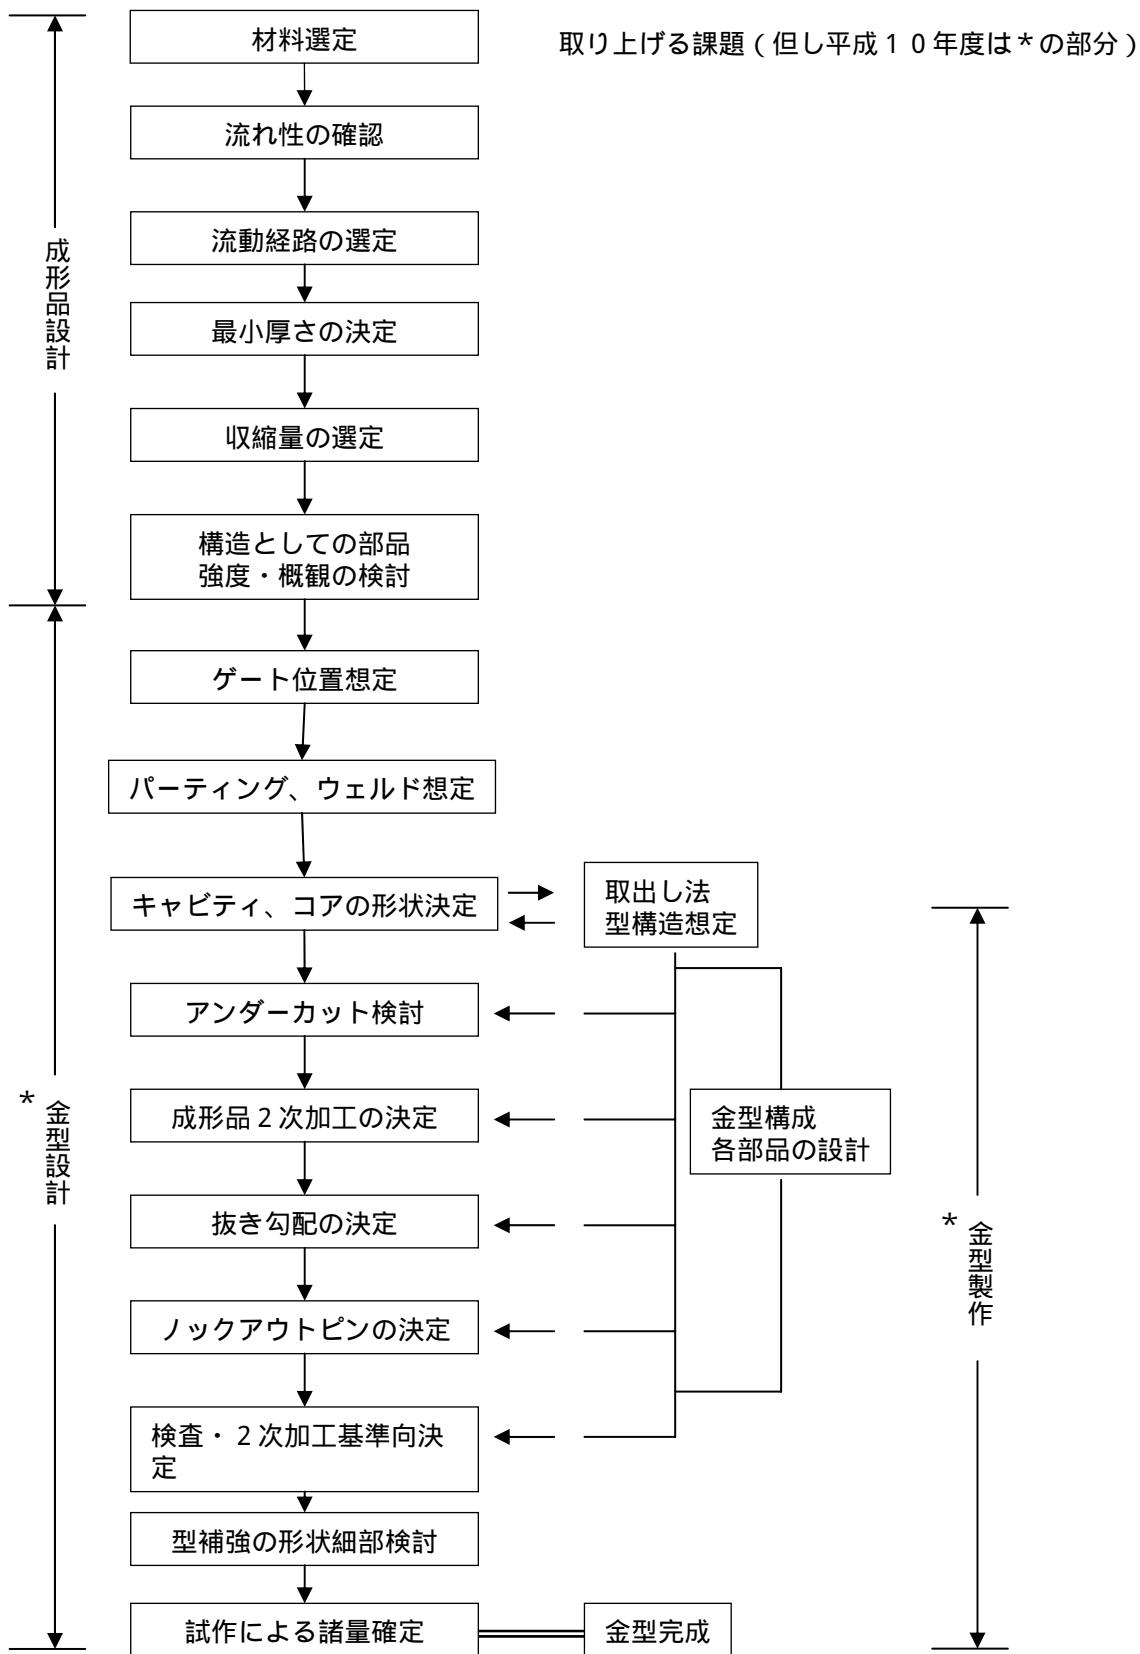 材料選定
取り上げる課題（但し平成１０年度は＊の部分）
流れ性の確認
流動経路の選定
成形品設計
最小厚さの決定
収縮量の選定
構造としての部品
強度・概観の検討
ゲート位置想定
パーティング、ウェルド想定
キャビティ、コアの形状決定
取出し法
型構造想定
アンダーカット検討
＊金型設計
成形品２次加工の決定
金型構成
各部品の設計
抜き勾配の決定
＊金型製作
ノックアウトピンの決定
検査・２次加工基準向決
定
型補強の形状細部検討
試作による諸量確定
金型完成